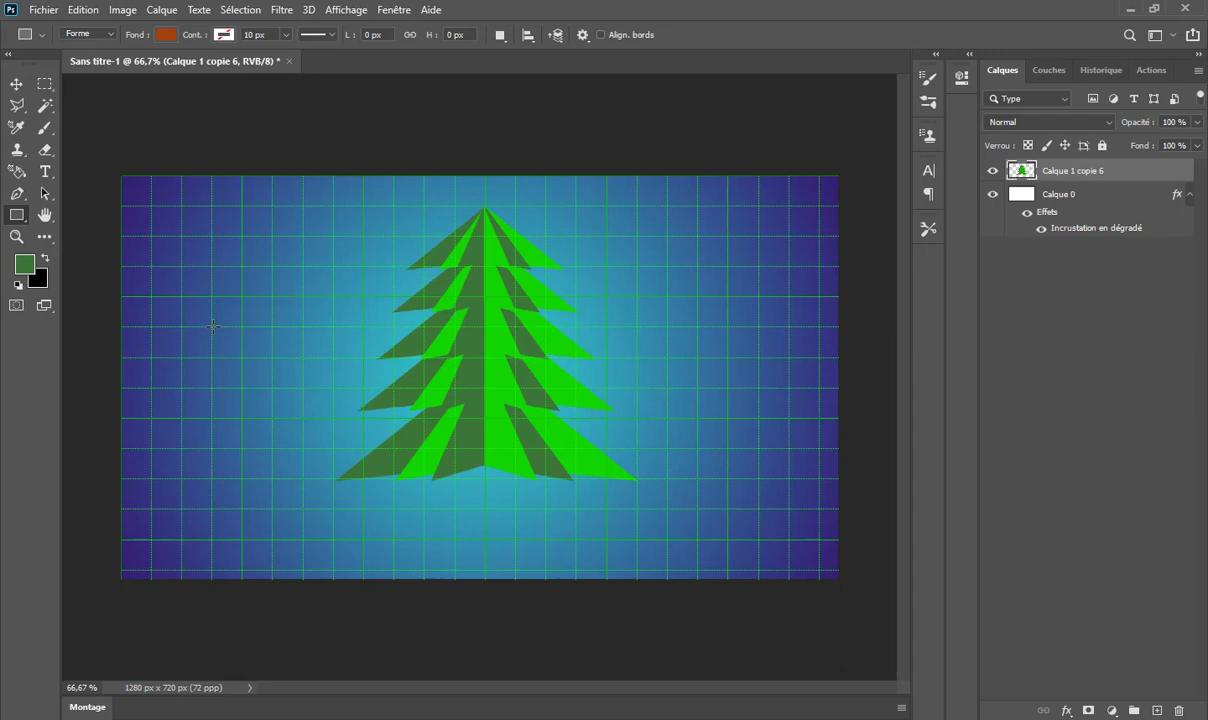 Ps Fichier Edition Image Calque Texte Sélection Filtre 3D Affichage Fenêtre Aide
Forme Fond : Cont. : 10 px L : 0 px H : 0 px Align. bords
Sans titre-1 @ 66,7% (Calque 1 copie 6, RVB/8) * ×
Calques Couches Historique Actions
Type
Normal Opacité : 100 %
Verrou : Fond : 100 %
Calque 1 copie 6
Calque 0 fx
Effets
Incrustation en dégradé
66,67 % 1280 px x 720 px (72 ppp)
Montage
fx